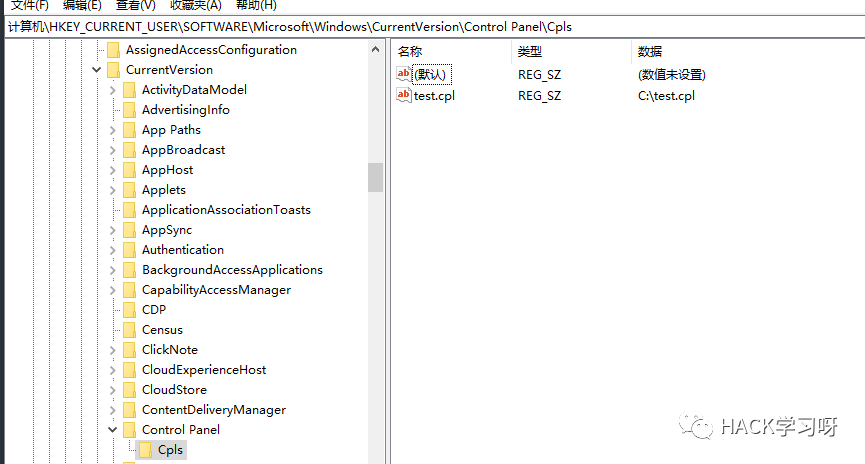 文件(F) 编辑(E) 查看(V) 收藏夹(A) 帮助(H)
计算机\HKEY_CURRENT_USER\SOFTWARE\Microsoft\Windows\CurrentVersion\Control Panel\Cpls
AssignedAccessConfiguration
CurrentVersion
ActivityDataModel
AdvertisingInfo
App Paths
AppBroadcast
AppHost
Applets
ApplicationAssociationToasts
AppSync
Authentication
BackgroundAccessApplications
CapabilityAccessManager
CDP
Census
ClickNote
CloudExperienceHost
CloudStore
ContentDeliveryManager
Control Panel
Cpls
名称 类型 数据
ab (默认) REG_SZ (数值未设置)
ab test.cpl REG_SZ C:\test.cpl
HACK学习呀